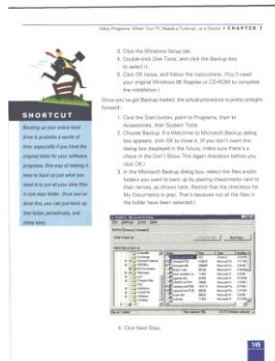 Utility Programs: When Your PC Needs a Tune-up, or a Doctor • CHAPTER 7
3. Click the Windows Setup tab.
4. Double-click Disk Tools, and click the Backup box
to select it.
5. Click OK twice, and follow the instructions. (You'll need
your original Windows 98 floppies or CD-ROM to complete
the installation.)
Once you've got Backup loaded, the actual procedure is pretty straight
forward:
1. Click the Start button, point to Programs, then to
Accessories, then System Tools.
2. Choose Backup. If a Welcome to Microsoft Backup dialog
box appears, click OK to close it. (If you don't want this
dialog box displayed in the future, make sure there's a
check in the Don't Show This Again checkbox before you
click OK.)
3. In the Microsoft Backup dialog box, select the files and/or
folders you want to back up by placing checkmarks next to
their names, as shown here. (Notice that the checkbox for
My Documents is gray. That's because not all the files in
the folder have been selected.)
SHORTCUT
Backing up your entire hard
drive is probably a waste of
time, especially if you have the
original disks for your software
programs. One way of making it
easy to back up just what you
need is to put all your data files
in one data folder. Once you've
done this, you can just back up
that folder periodically, and
sleep easy.
4. Click Next Step.
145